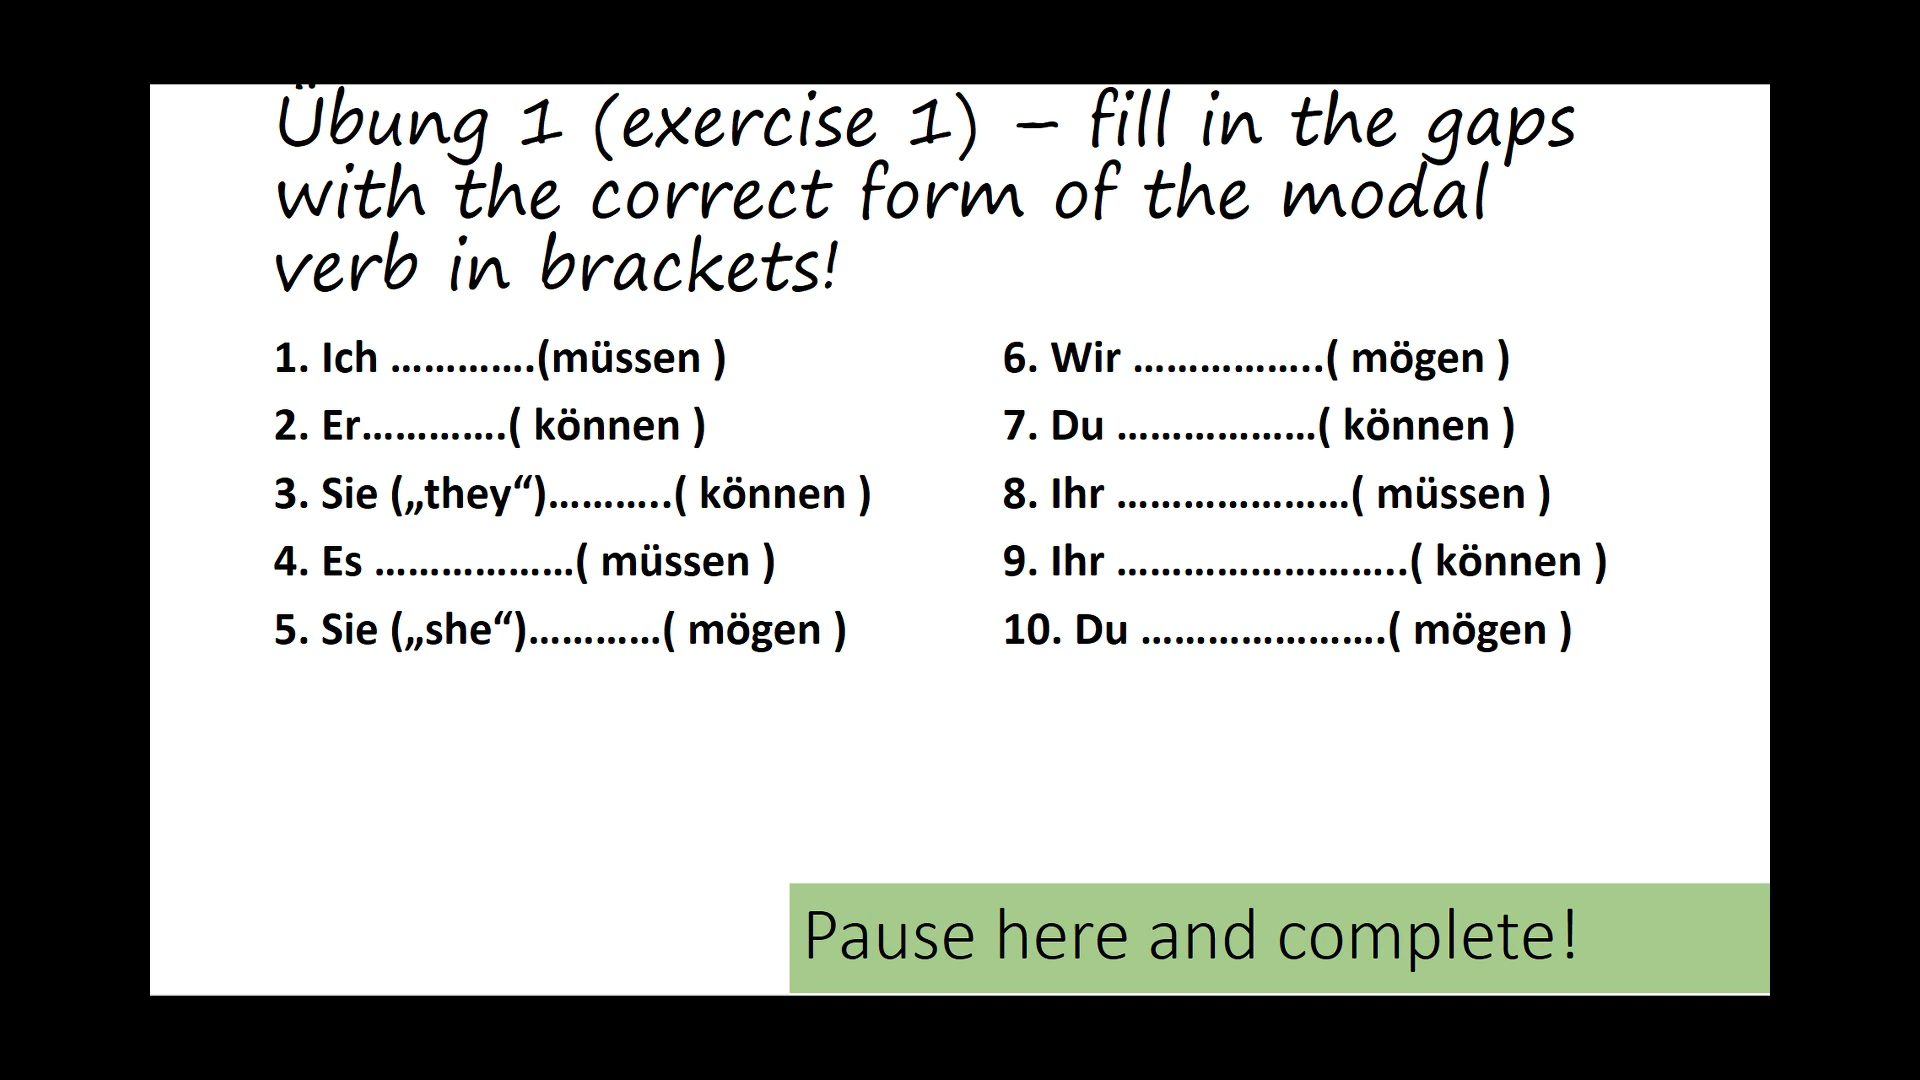 Übung 1 (exercise 1) – fill in the gaps
with the correct form of the modal
verb in brackets!
1. Ich ………….(müssen )
2. Er………….( können )
3. Sie („they“)………..( können )
4. Es ………………( müssen )
5. Sie („she“)…………( mögen )
6. Wir ……………..( mögen )
7. Du ………………( können )
8. Ihr …………………( müssen )
9. Ihr ……………………..( können )
10. Du ………………….( mögen )
Pause here and complete!